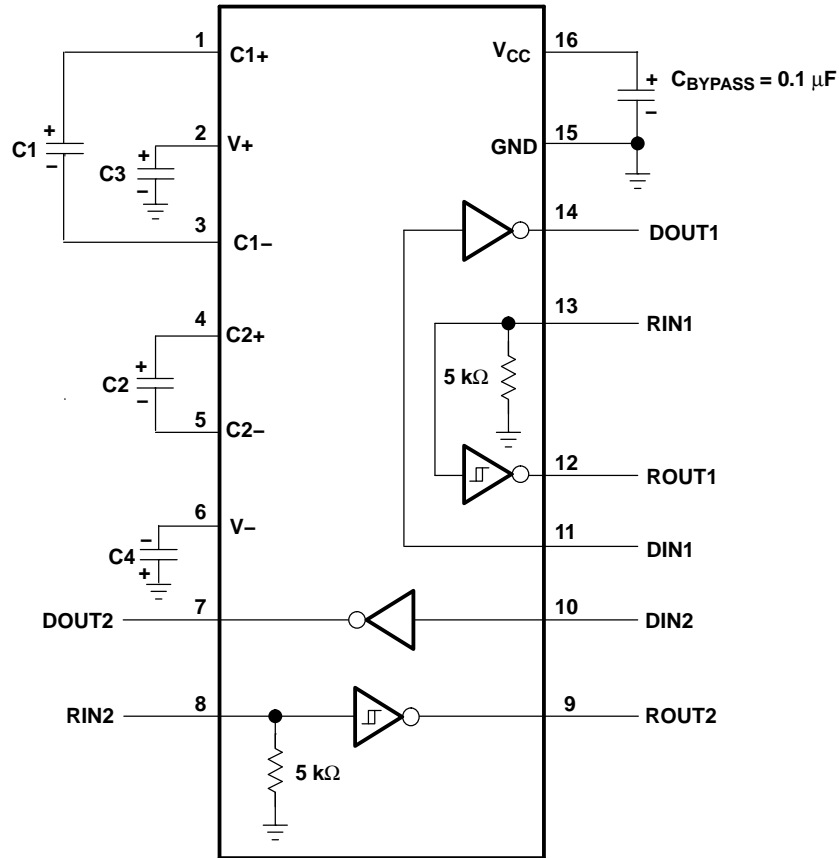 1
C1+
VCC
16
+
C1
−
2
V+
+
C3
−
+
CBYPASS = 0.1 μF
−
15
GND
3
C1−
14
DOUT1
4
C2+
13
RIN1
+
C2
−
5 kΩ
5
C2−
12
ROUT1
6
V−
−
C4
+
11
DIN1
DOUT2
7
10
DIN2
RIN2
8
9
ROUT2
5 kΩ